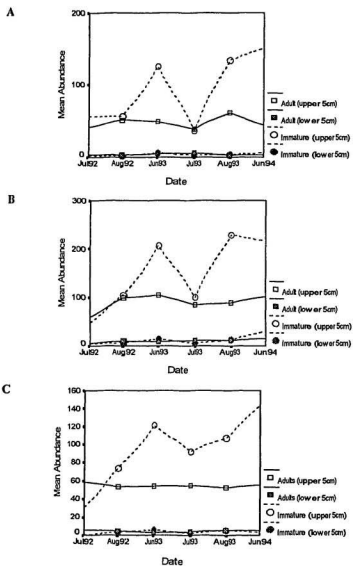 A
200
100
0
Mean Abundance
Jul92 Aug92 Jun93 Jul93 Aug93 Jun94
Date
Adult (upper 5cm)
Adult (lower 5cm)
Immature (upper 5cm)
Immature (lower 5cm)
B
300
200
100
0
Mean Abundance
Jul92 Aug92 Jun93 Jul93 Aug93 Jun94
Date
Adult (upper 5cm)
Adult (lower 5cm)
Immature (upper 5cm)
Immature (lower 5cm)
C
160
140
120
100
80
60
40
20
0
Mean Abundance
Jul92 Aug92 Jun93 Jul93 Aug93 Jun94
Date
Adults (upper 5cm)
Adults (lower 5cm)
Immature (upper 5cm)
Immature (lower 5cm)